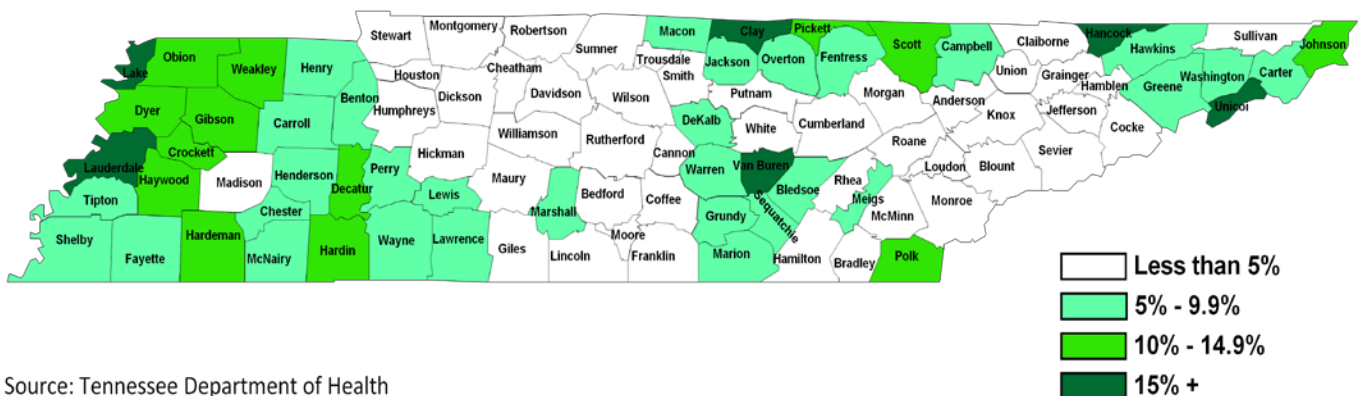 Stewart
Montgomery
Robertson
Sumner
Macon
Clay
Pickett
Scott
Campbell
Claiborne
Hancock
Hawkins
Sullivan
Johnson
Lake
Obion
Weakley
Henry
Houston
Cheatham
Trousdale
Smith
Jackson
Overton
Fentress
Union
Grainger
Hamblen
Greene
Washington
Carter
Unicoi
Dyer
Gibson
Carroll
Benton
Humphreys
Dickson
Davidson
Wilson
Putnam
Morgan
Anderson
Knox
Jefferson
Cocke
Crockett
Williamson
Rutherford
DeKalb
White
Cumberland
Roane
Loudon
Blount
Sevier
Lauderdale
Haywood
Madison
Henderson
Decatur
Perry
Hickman
Maury
Cannon
Warren
Van Buren
Bledsoe
Rhea
Meigs
McMinn
Monroe
Tipton
Chester
Lewis
Marshall
Bedford
Coffee
Grundy
Sequatchie
Shelby
Fayette
Hardeman
McNairy
Hardin
Wayne
Lawrence
Giles
Lincoln
Moore
Franklin
Marion
Hamilton
Bradley
Polk
Less than 5%
5% - 9.9%
10% - 14.9%
15% +
Source: Tennessee Department of Health